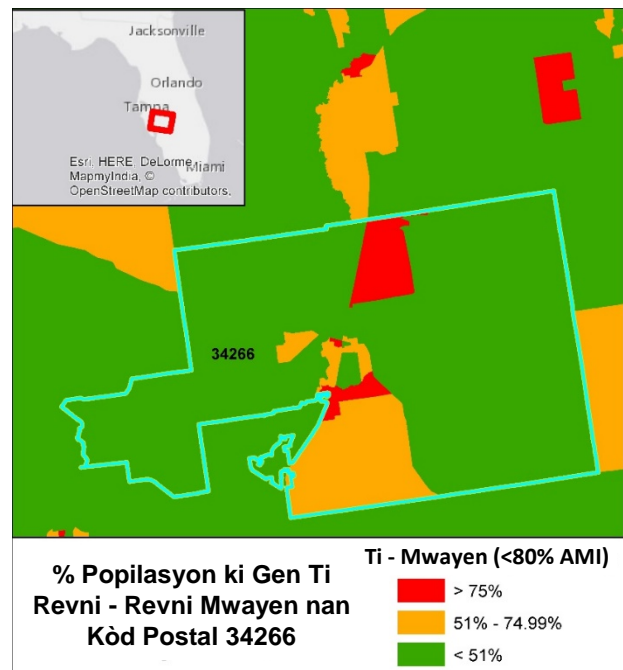 Jacksonville
Orlando
Tampa
Miami
Esri, HERE, DeLorme,
MapmyIndia, ©
OpenStreetMap contributors,
34266
% Popilasyon ki Gen Ti
Revni - Revni Mwayen nan
Kòd Postal 34266
Ti - Mwayen (<80% AMI)
> 75%
51% - 74.99%
< 51%